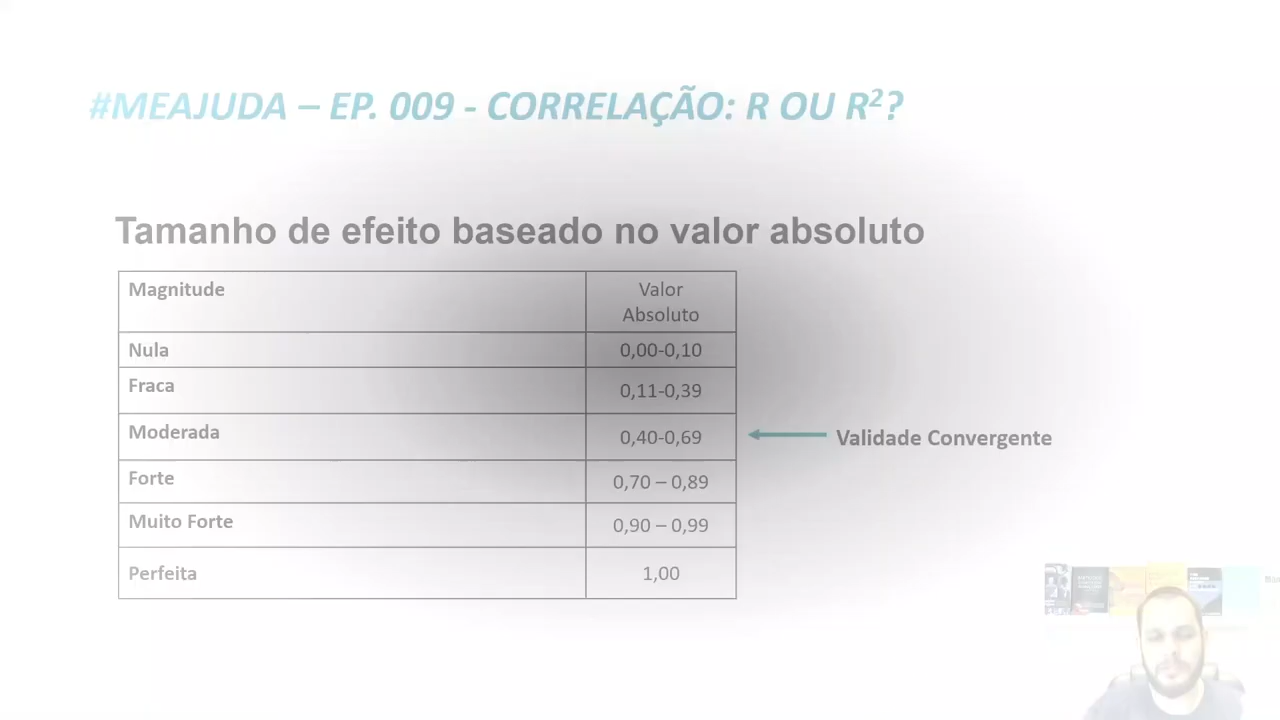 #MEAJUDA – EP. 009 - CORRELAÇÃO: R OU R²?
Tamanho de efeito baseado no valor absoluto
Magnitude Valor
Absoluto
Nula 0,00-0,10
Fraca 0,11-0,39
Moderada 0,40-0,69
Validade Convergente
Forte 0,70 – 0,89
Muito Forte 0,90 – 0,99
Perfeita 1,00